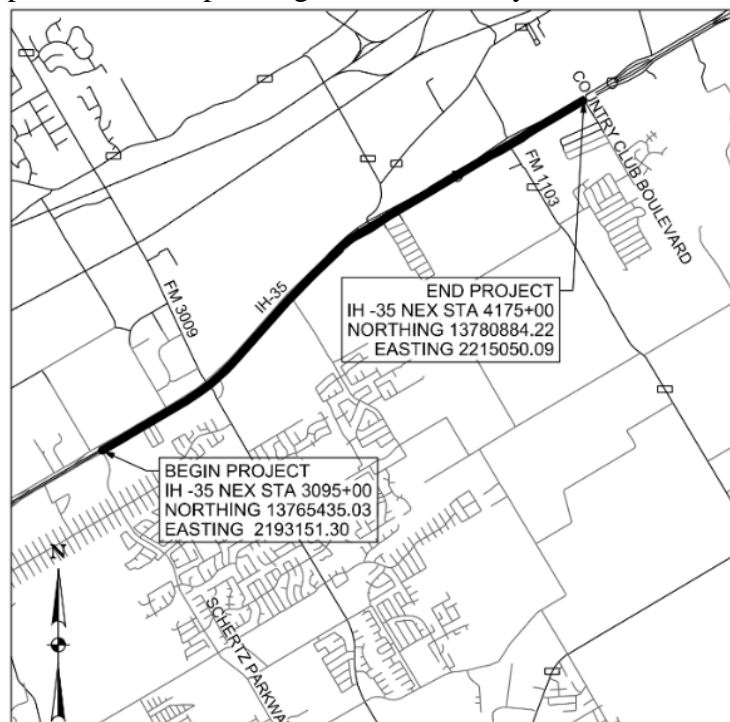 COUNTRY CLUB BOULEVARD
FM 1103
FM 3009
IH-35
END PROJECT
IH -35 NEX STA 4175+00
NORTHING 13780884.22
EASTING 2215050.09
BEGIN PROJECT
IH -35 NEX STA 3095+00
NORTHING 13765435.03
EASTING 2193151.30
N
SCHERTZ PARKWA